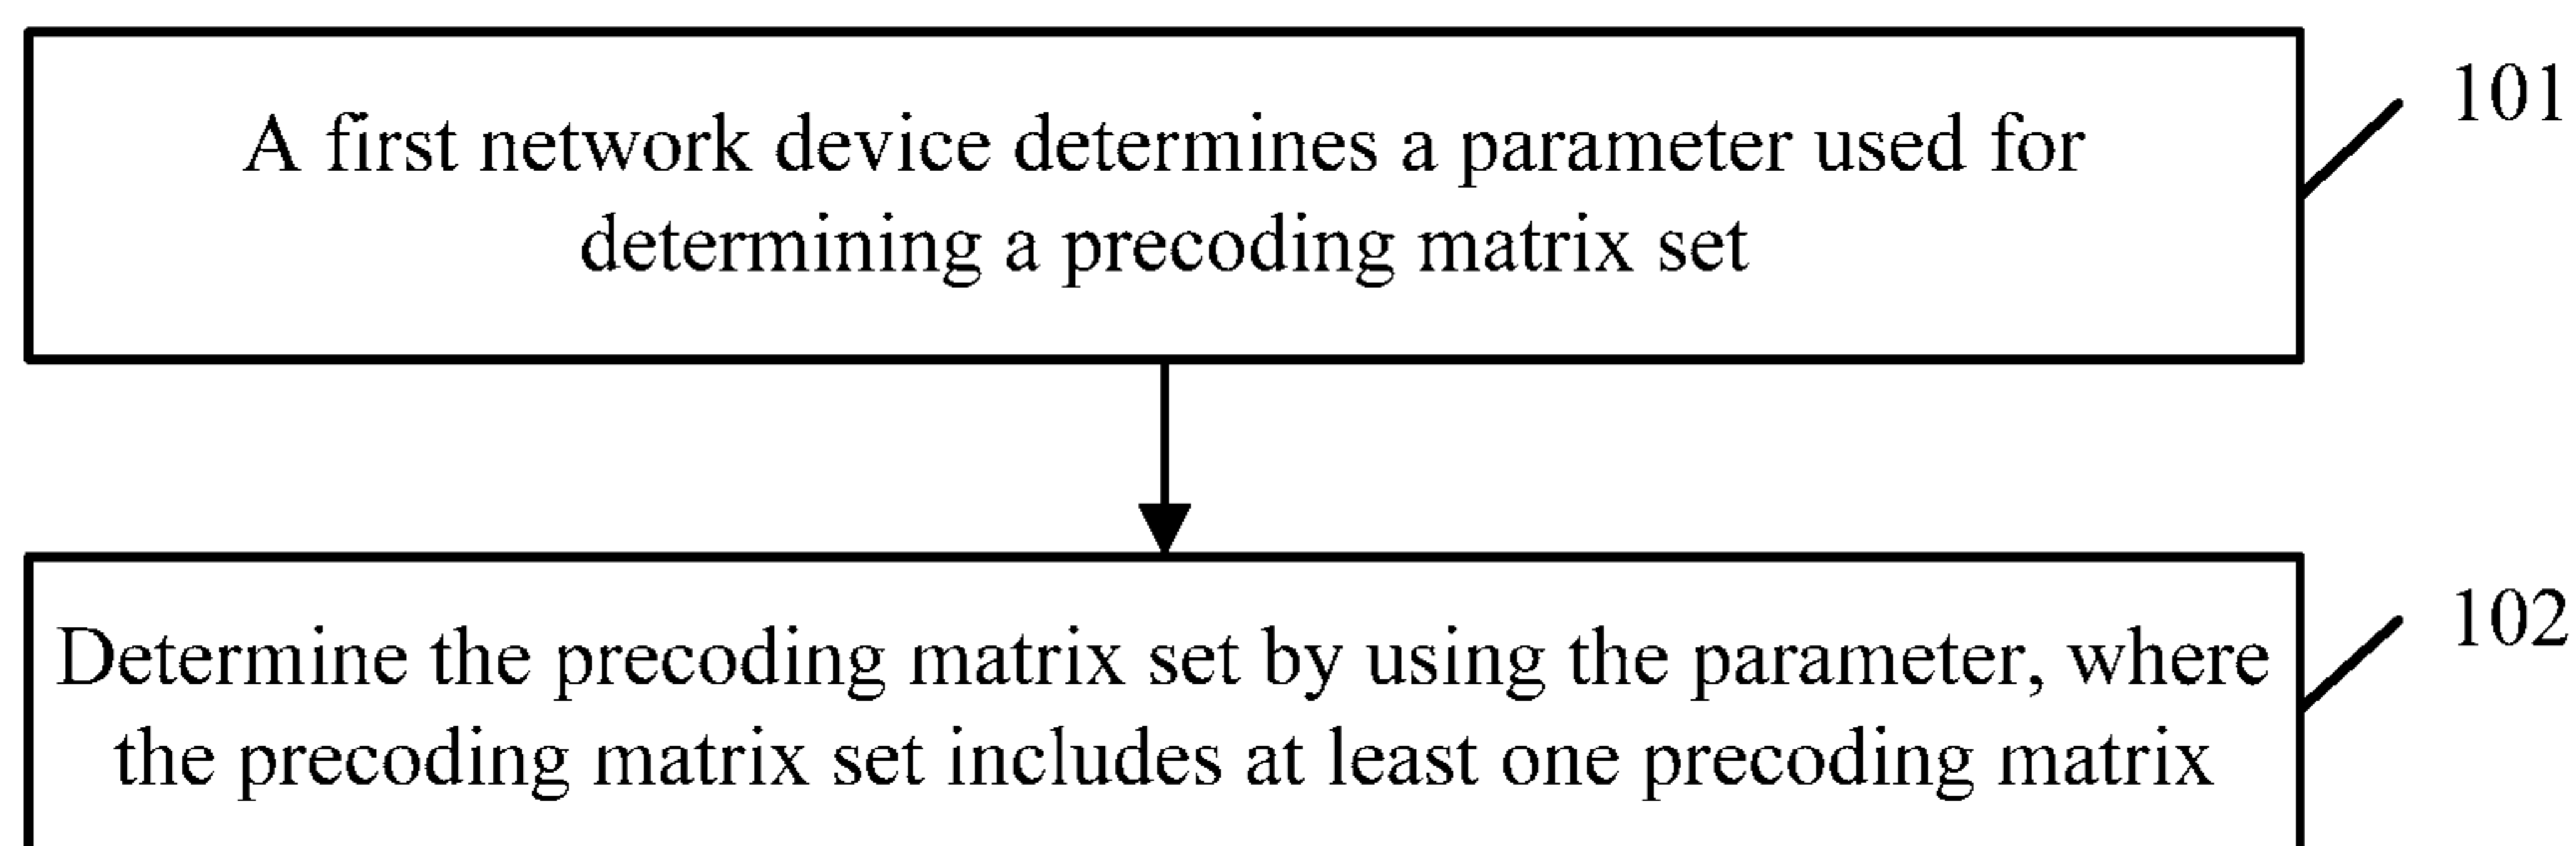 A first network device determines a parameter used for
determining a precoding matrix set
101
Determine the precoding matrix set by using the parameter, where
the precoding matrix set includes at least one precoding matrix
102